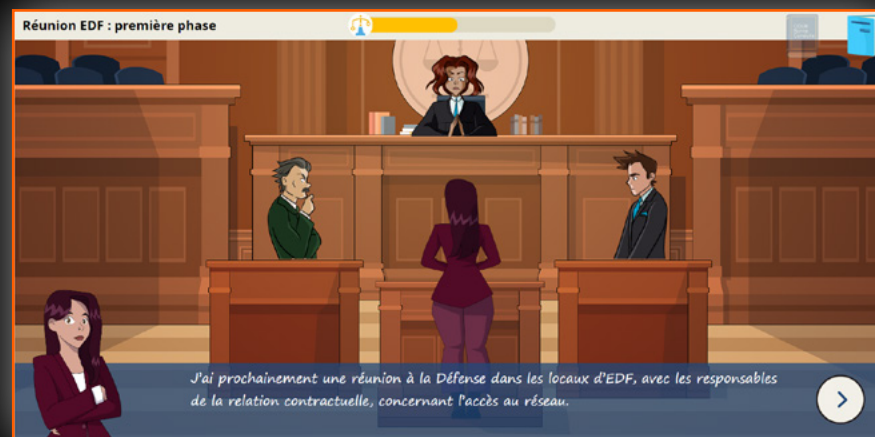 Réunion EDF : première phase
J'ai prochainement une réunion à la Défense dans les locaux d'EDF, avec les responsables
de la relation contractuelle, concernant l'accès au réseau.